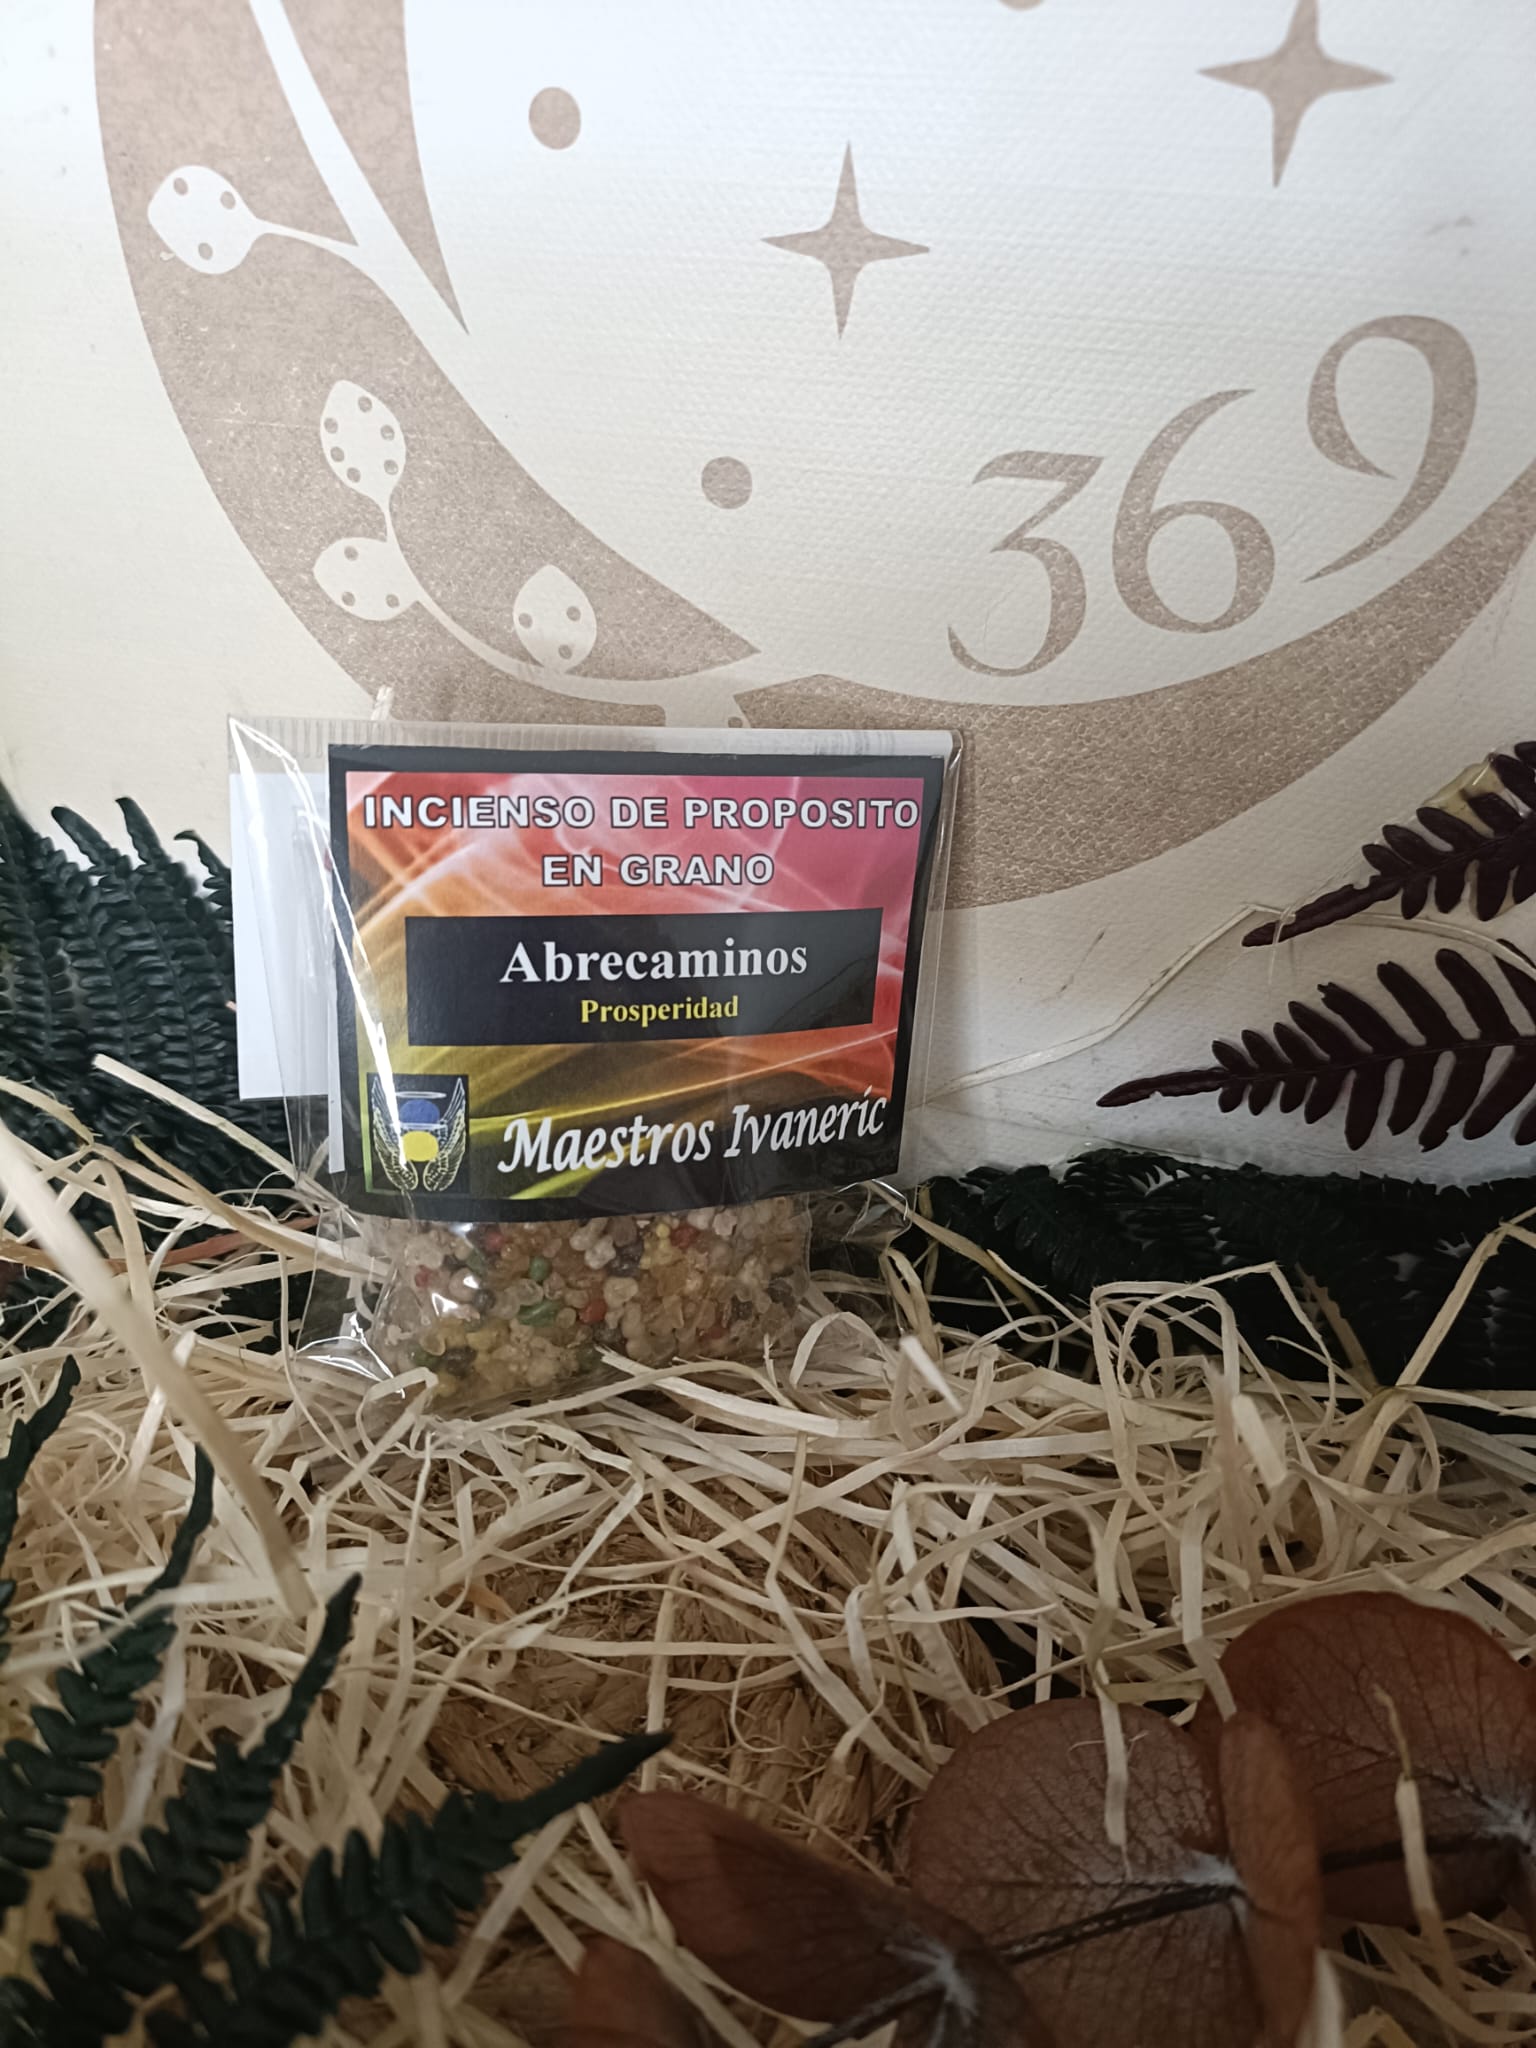 369
INCIENSO DE PROPOSITO
EN GRANO
Abrecaminos
Prosperidad
Maestros Ivaneric